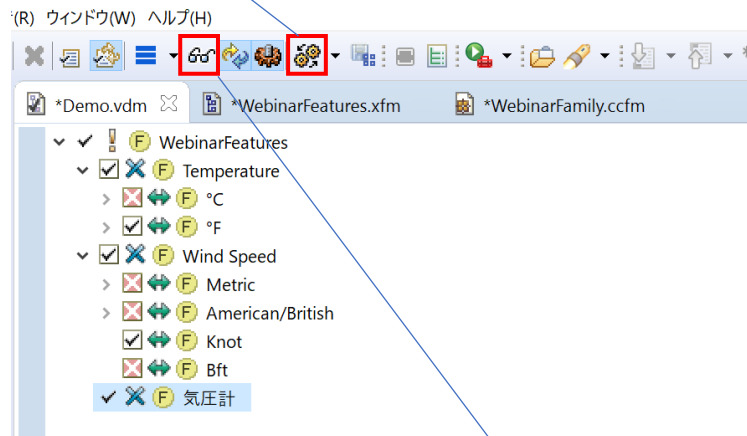 (R) ウィンドウ(W) ヘルプ(H)
*Demo.vdm *WebinarFeatures.xfm *WebinarFamily.ccfm
F WebinarFeatures
F Temperature
F °C
F °F
F Wind Speed
F Metric
F American/British
F Knot
F Bft
F 気圧計